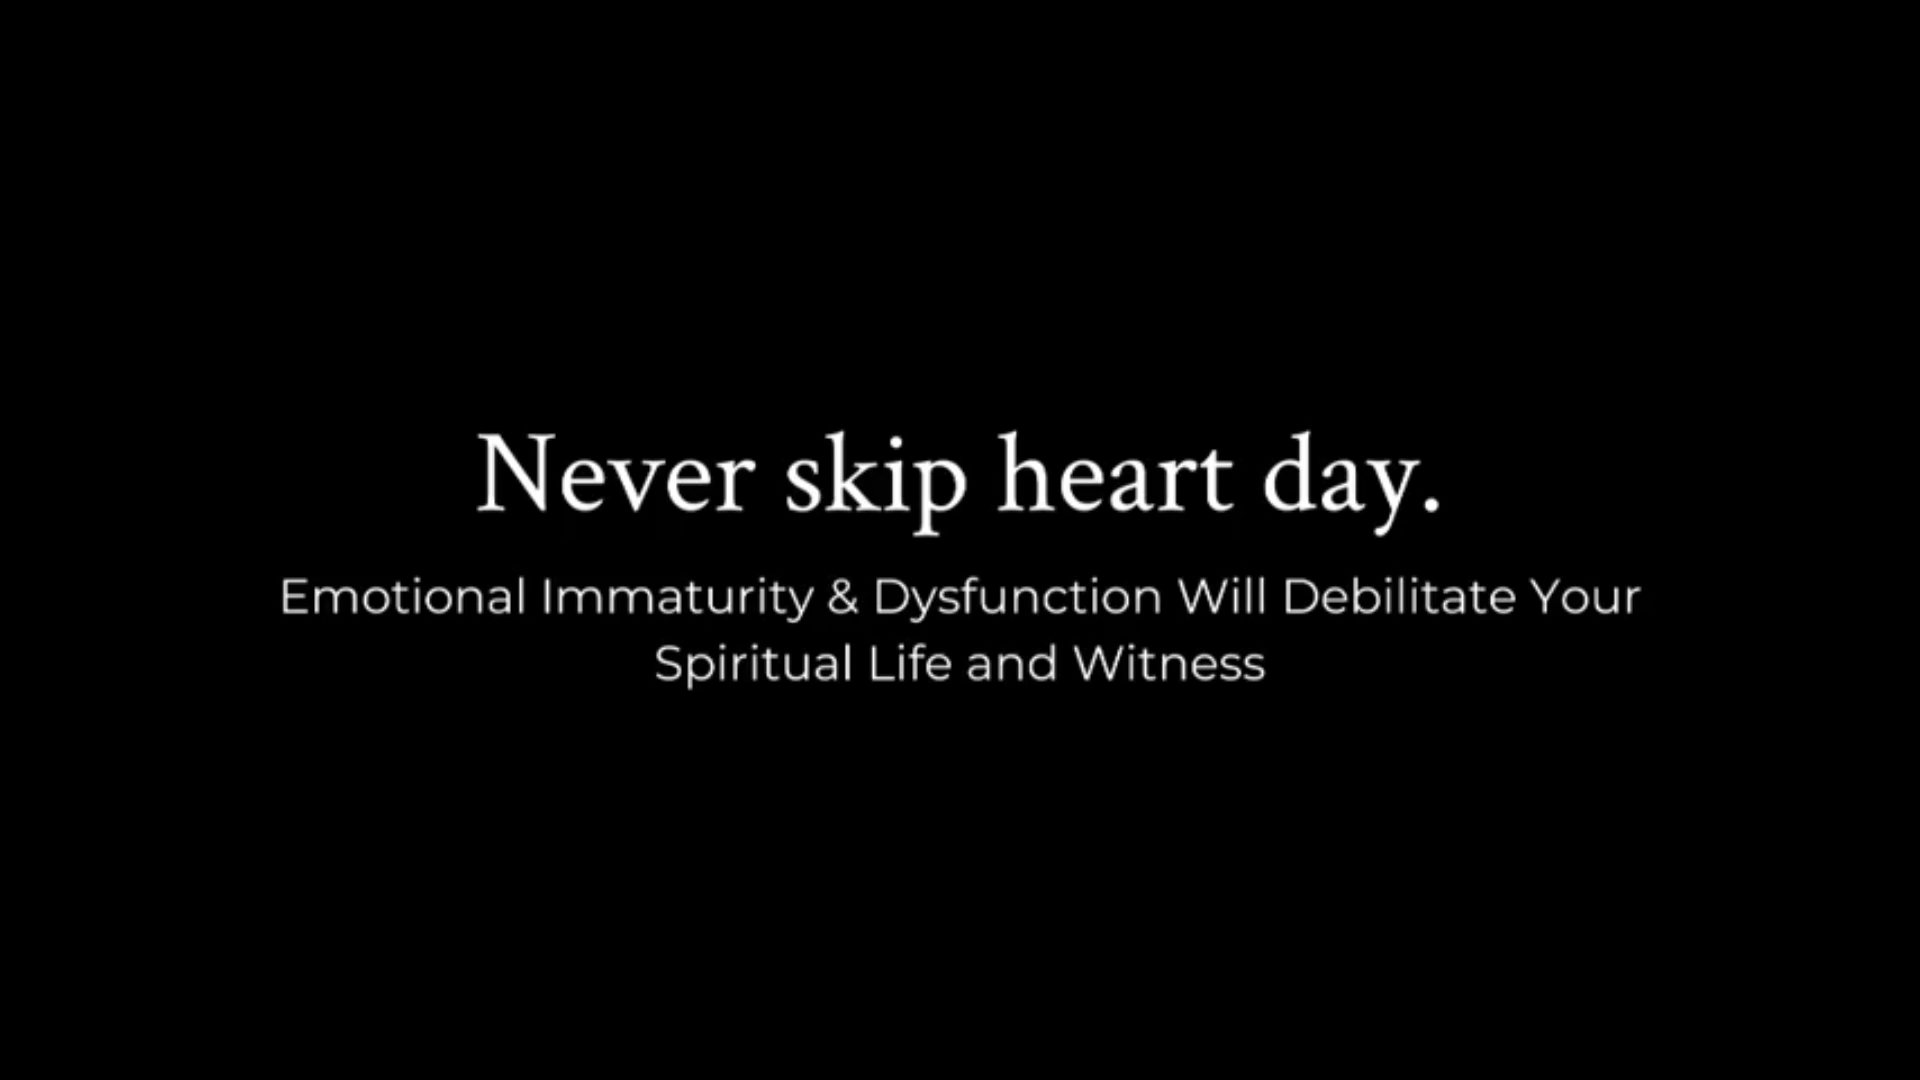 Never skip heart day.
Emotional Immaturity & Dysfunction Will Debilitate Your
Spiritual Life and Witness